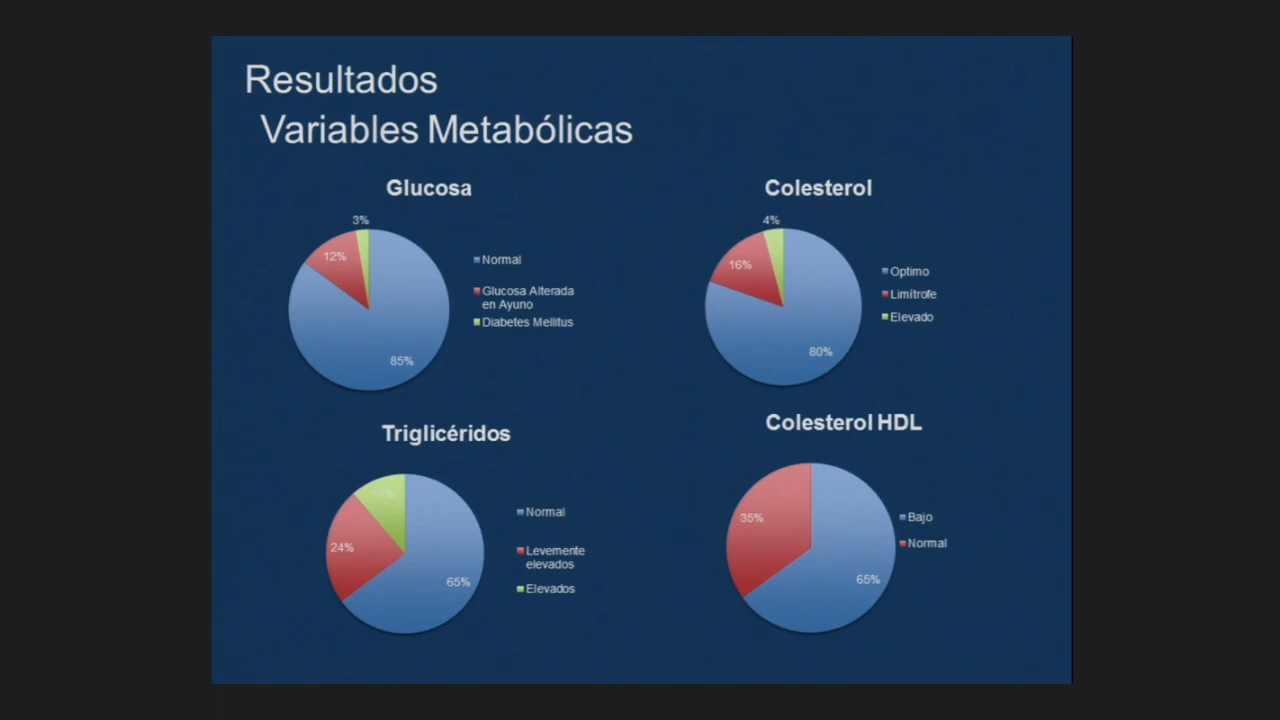 Resultados
Variables Metabólicas
Glucosa
3%
12%
85%
Normal
Glucosa Alterada
en Ayuno
Diabetes Mellitus
Colesterol
4%
16%
80%
Optimo
Limítrofe
Elevado
Triglicéridos
24%
65%
Normal
Levemente
elevados
Elevados
Colesterol HDL
35%
65%
Bajo
Normal